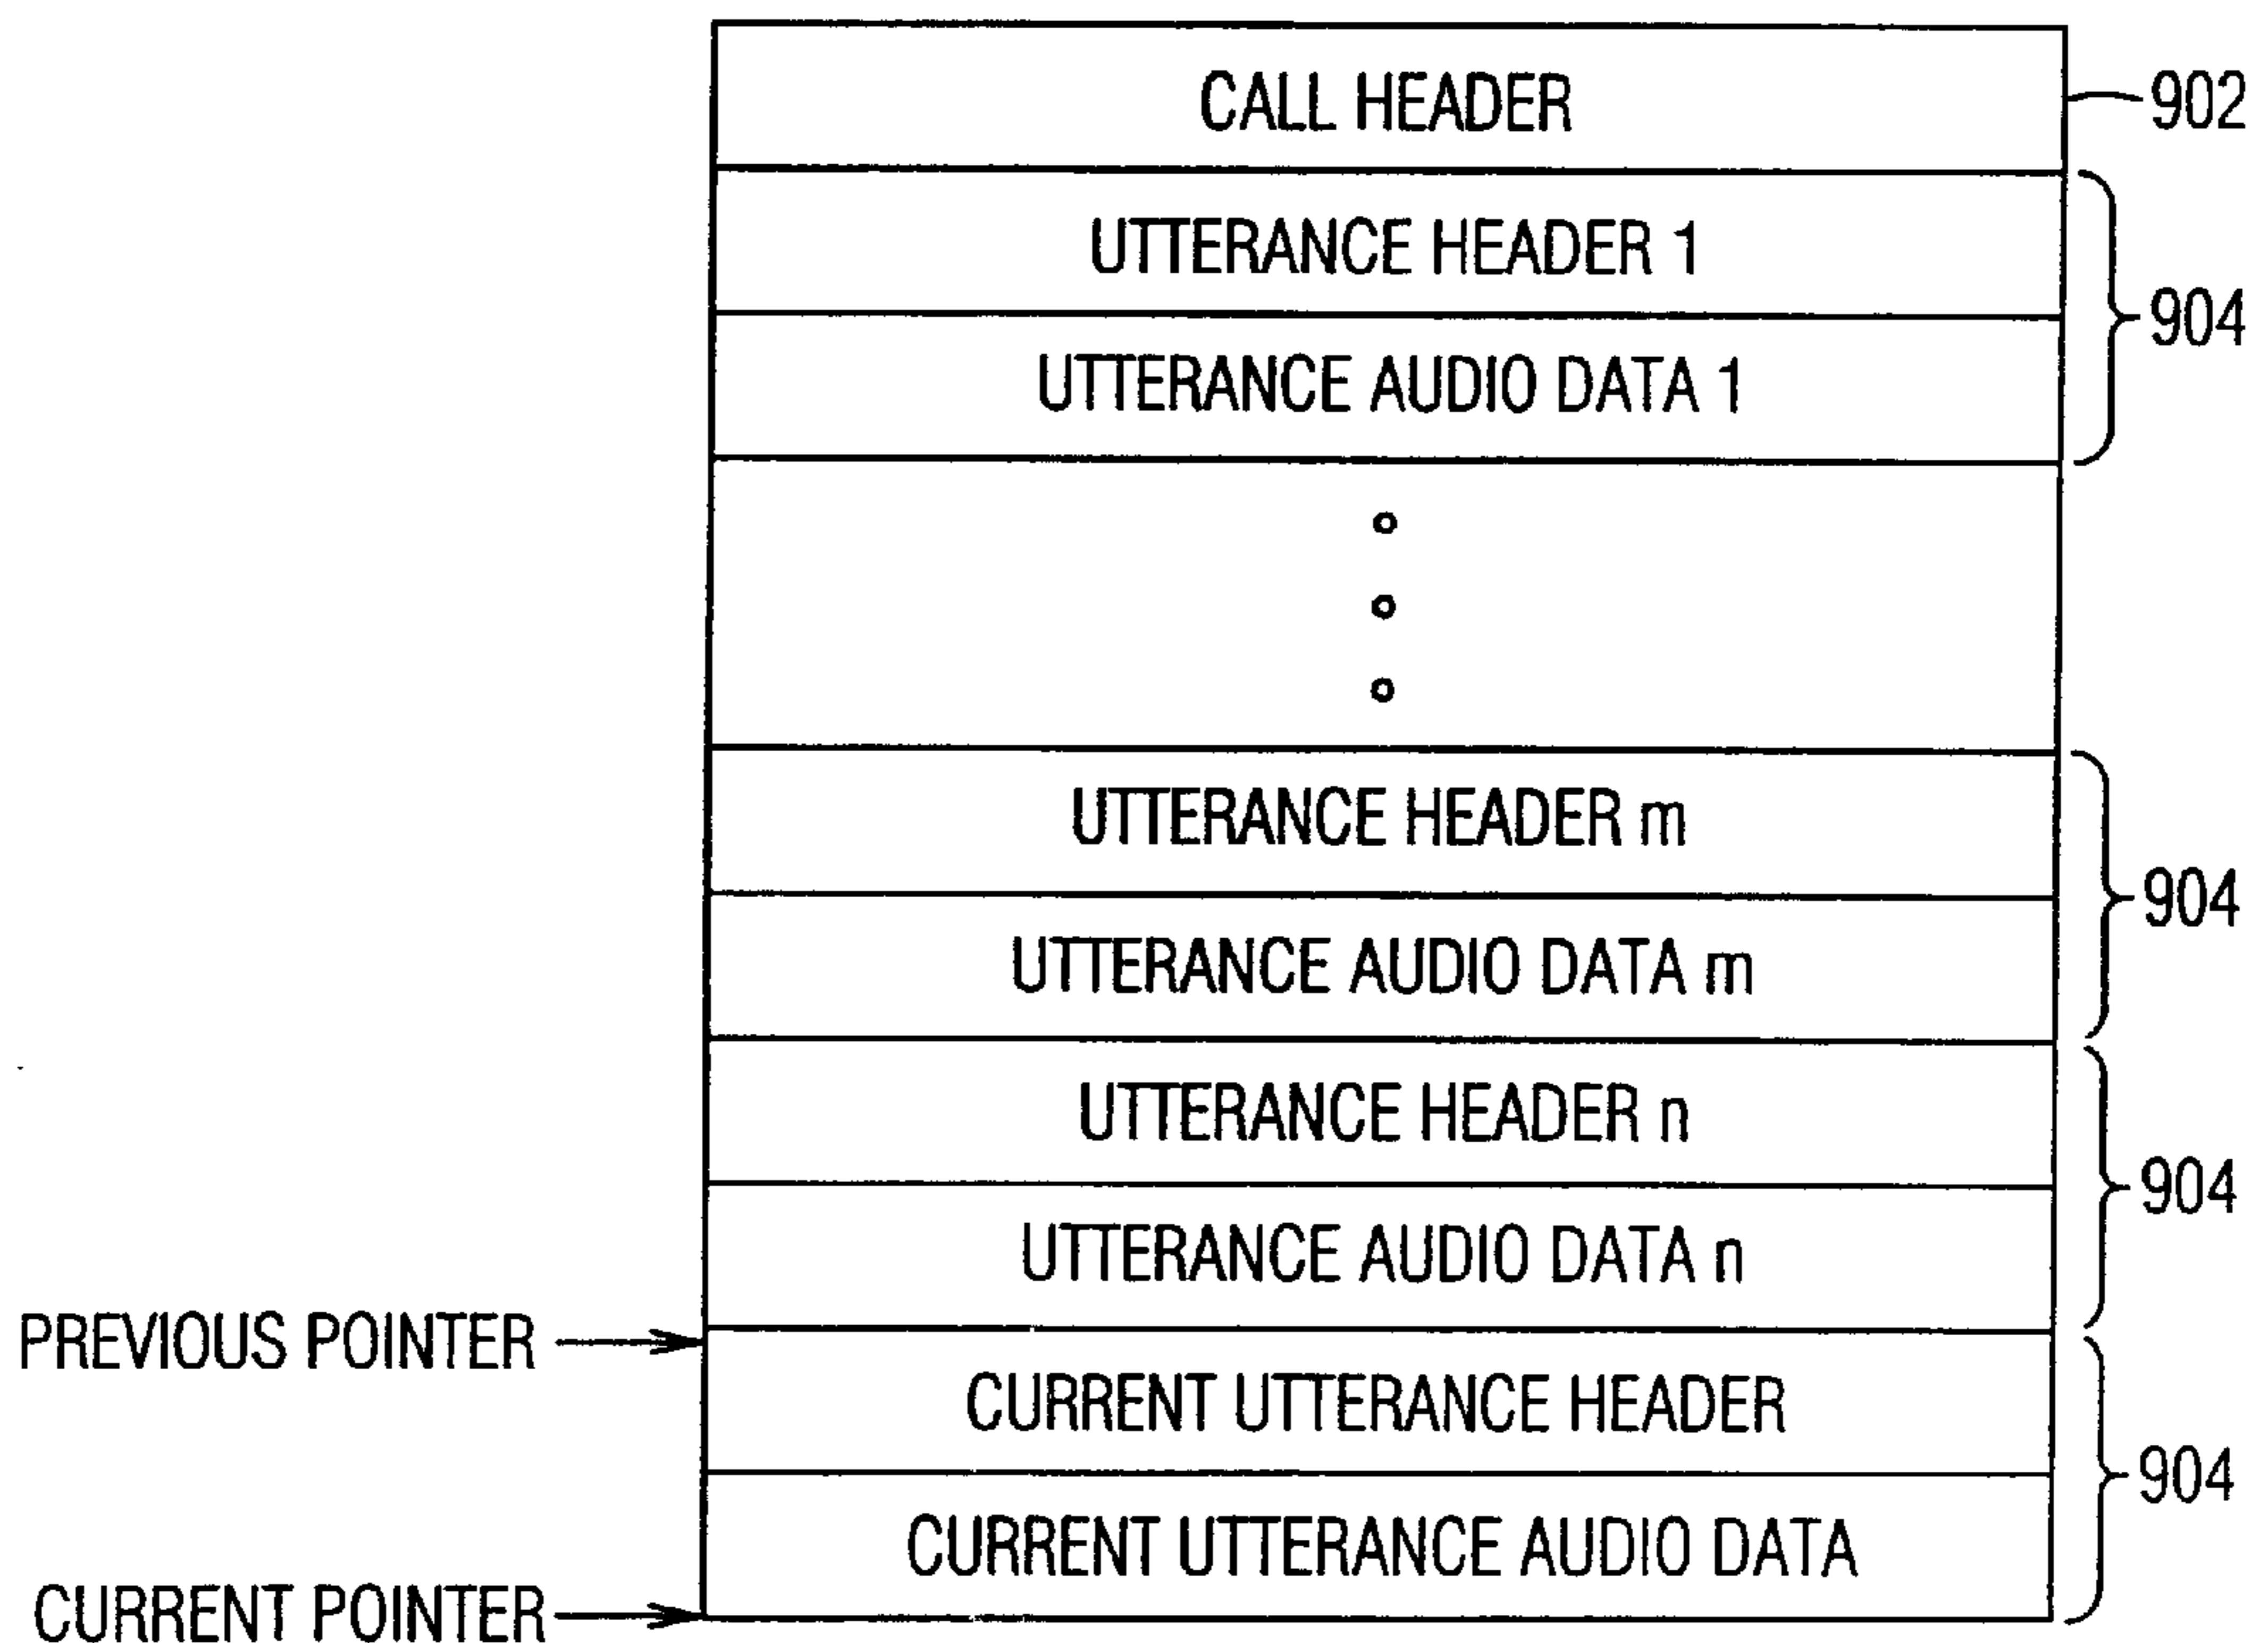 CALL HEADER
902
UTTERANCE HEADER 1
904
UTTERANCE AUDIO DATA 1
UTTERANCE HEADER m
904
UTTERANCE AUDIO DATA m
UTTERANCE HEADER n
904
UTTERANCE AUDIO DATA n
PREVIOUS POINTER
CURRENT UTTERANCE HEADER
904
CURRENT UTTERANCE AUDIO DATA
CURRENT POINTER